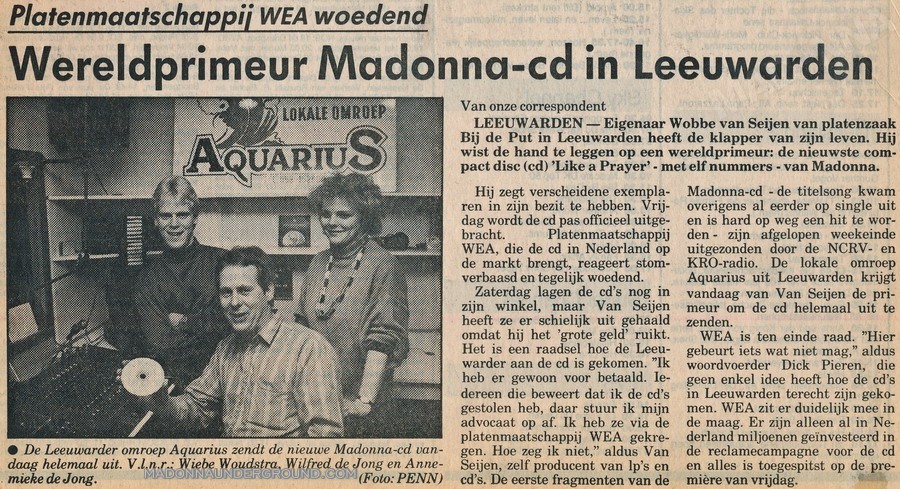 Platenmaatschappij WEA woedend
Wereldprimeur Madonna-cd in Leeuwarden
LOKALE OMROEP
AQUARIUS
● De Leeuwarder omroep Aquarius zendt de nieuwe Madonna-cd van-
daag helemaal uit. V.l.n.r.: Wiebe Woudstra, Wilfred de Jong en Anne-
mieke de Jong. (Foto: PENN)
MADONNAUNDERGROUND.COM
Van onze correspondent
LEEUWARDEN — Eigenaar Wobbe van Seijen van platenzaak
Bij de Put in Leeuwarden heeft de klapper van zijn leven. Hij
wist de hand te leggen op een wereldprimeur: de nieuwste com-
pact disc (cd) 'Like a Prayer' - met elf nummers - van Madonna.
Hij zegt verscheidene exempla-
ren in zijn bezit te hebben. Vrij-
dag wordt de cd pas officieel uitge-
bracht. Platenmaatschappij
WEA, die de cd in Nederland op
de markt brengt, reageert stom-
verbaasd en tegelijk woedend.
Zaterdag lagen de cd's nog in
zijn winkel, maar Van Seijen
heeft ze er schielijk uit gehaald
omdat hij het 'grote geld' ruikt.
Het is een raadsel hoe de Leeu-
warder aan de cd is gekomen. "Ik
heb er gewoon voor betaald. Ie-
dereen die beweert dat ik de cd's
gestolen heb, daar stuur ik mijn
advocaat op af. Ik heb ze via de
platenmaatschappij WEA gekre-
gen. Hoe zeg ik niet," aldus Van
Seijen, zelf producent van lp's en
cd's. De eerste fragmenten van de
Madonna-cd - de titelsong kwam
overigens al eerder op single uit
en is hard op weg een hit te wor-
den - zijn afgelopen weekeinde
uitgezonden door de NCRV- en
KRO-radio. De lokale omroep
Aquarius uit Leeuwarden krijgt
vandaag van Van Seijen de pri-
meur om de cd helemaal uit te
zenden.
WEA is ten einde raad. "Hier
gebeurt iets wat niet mag," aldus
woordvoerder Dick Pieren, die
geen enkel idee heeft hoe de cd's
in Leeuwarden terecht zijn geko-
men. WEA zit er duidelijk mee in
de maag. Er zijn alleen al in Ne-
derland miljoenen geïnvesteerd in
de reclamecampagne voor de cd
en alles is toegespitst op de pre-
mière van vrijdag.